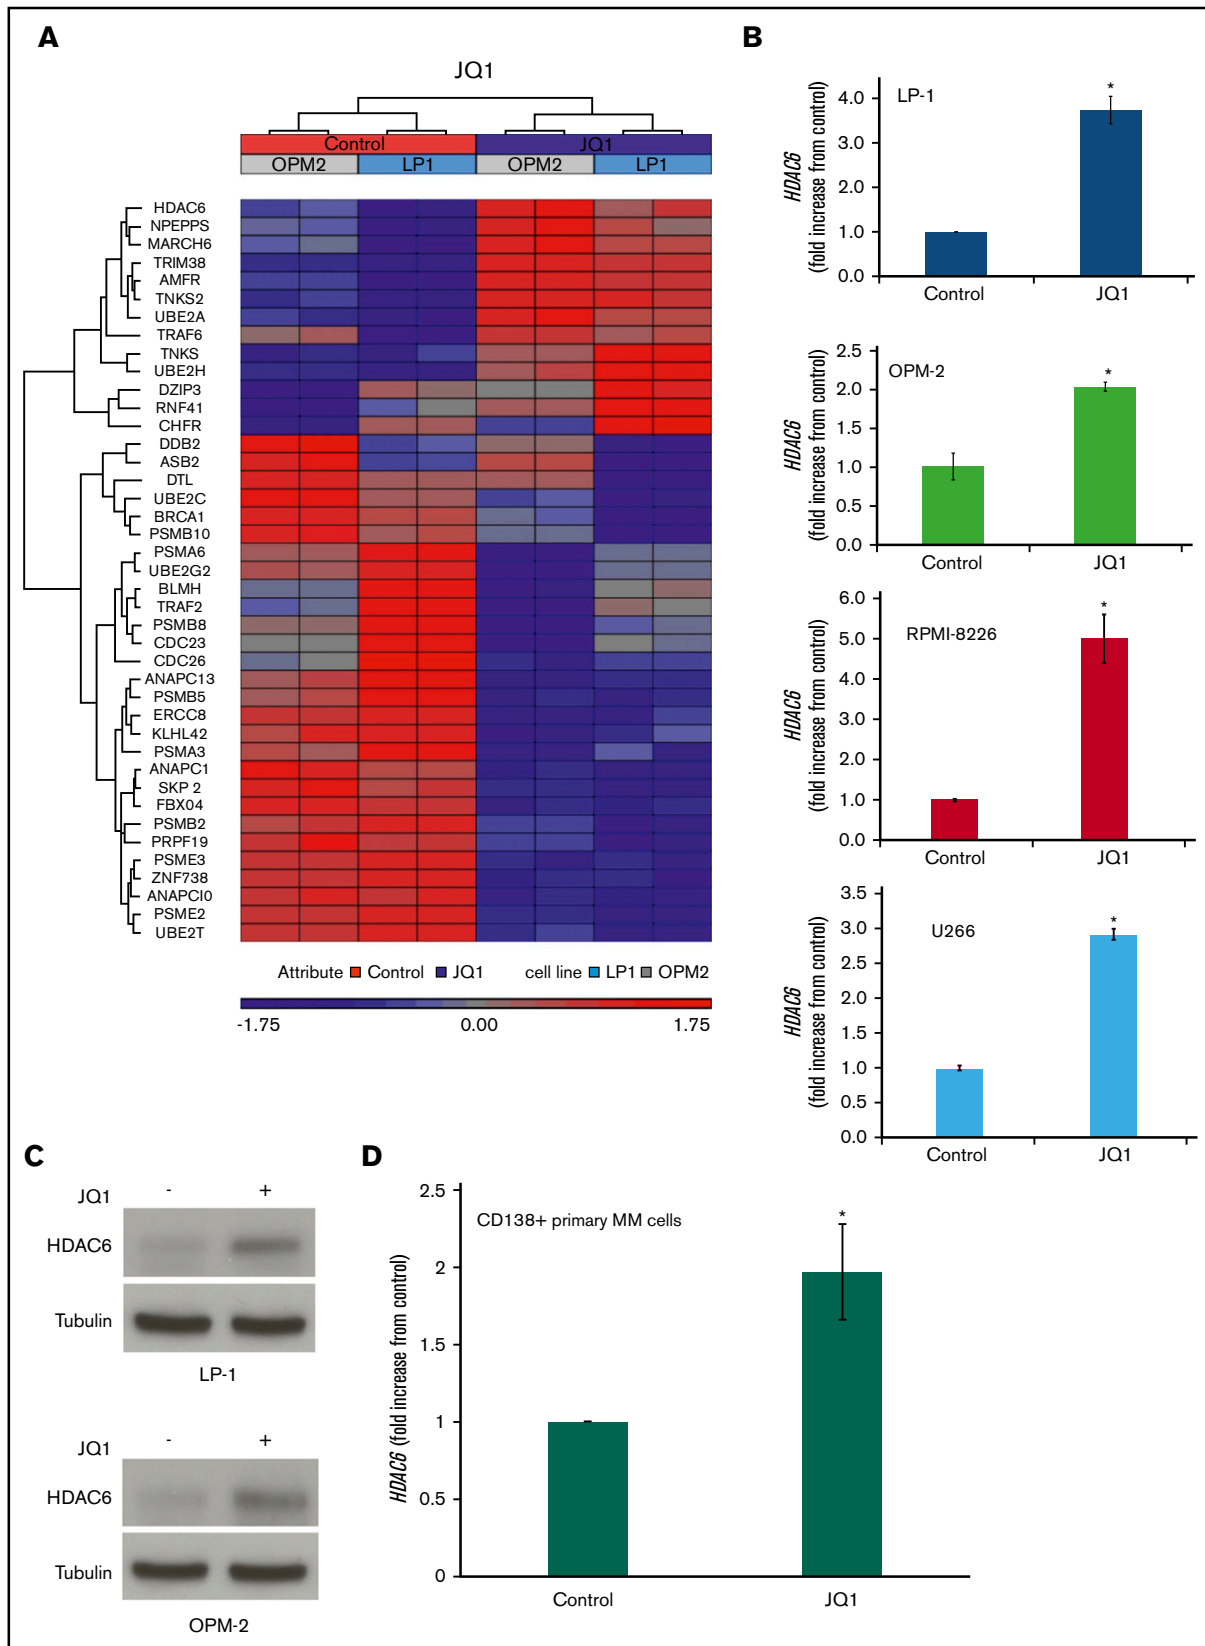 A
JQ1
Control JQ1
OPM2 LP1 OPM2 LP1
HDAC6
NPEPPS
MARCH6
TRIM38
AMFR
TNKS2
UBE2A
TRAF6
TNKS
UBE2H
DZIP3
RNF41
CHFR
DDB2
ASB2
DTL
UBE2C
BRCA1
PSMB10
PSMA6
UBE2G2
BLMH
TRAF2
PSMB8
CDC23
CDC26
ANAPC13
PSMB5
ERCC8
KLHL42
PSMA3
ANAPC1
SKP 2
FBX04
PSMB2
PRPF19
PSME3
ZNF738
ANAPCI0
PSME2
UBE2T
Attribute Control JQ1 cell line LP1 OPM2
-1.75 0.00 1.75
B
LP-1
HDAC6
(fold increase from control)
4.0
3.0
2.0
1.0
0.0
*
Control JQ1
OPM-2
HDAC6
(fold increase from control)
2.5
2.0
1.5
1.0
0.5
0.0
*
Control JQ1
RPMI-8226
HDAC6
(fold increase from control)
6.0
5.0
4.0
3.0
2.0
1.0
0.0
*
Control JQ1
U266
HDAC6
(fold increase from control)
3.5
3.0
2.5
2.0
1.5
1.0
0.5
0.0
*
Control JQ1
C
JQ1 - +
HDAC6
Tubulin
LP-1
JQ1 - +
HDAC6
Tubulin
OPM-2
D
CD138+ primary MM cells
HDAC6 (fold increase from control)
2.5
2
1.5
1
0.5
0
*
Control JQ1